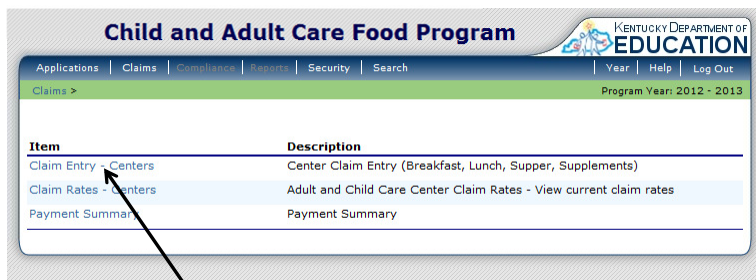 Child and Adult Care Food Program
KENTUCKY DEPARTMENT OF
EDUCATION
Applications | Claims | Compliance | Reports | Security | Search | Year | Help | Log Out
Claims > Program Year: 2012 - 2013
Item Description
Claim Entry - Centers Center Claim Entry (Breakfast, Lunch, Supper, Supplements)
Claim Rates - Centers Adult and Child Care Center Claim Rates - View current claim rates
Payment Summary Payment Summary